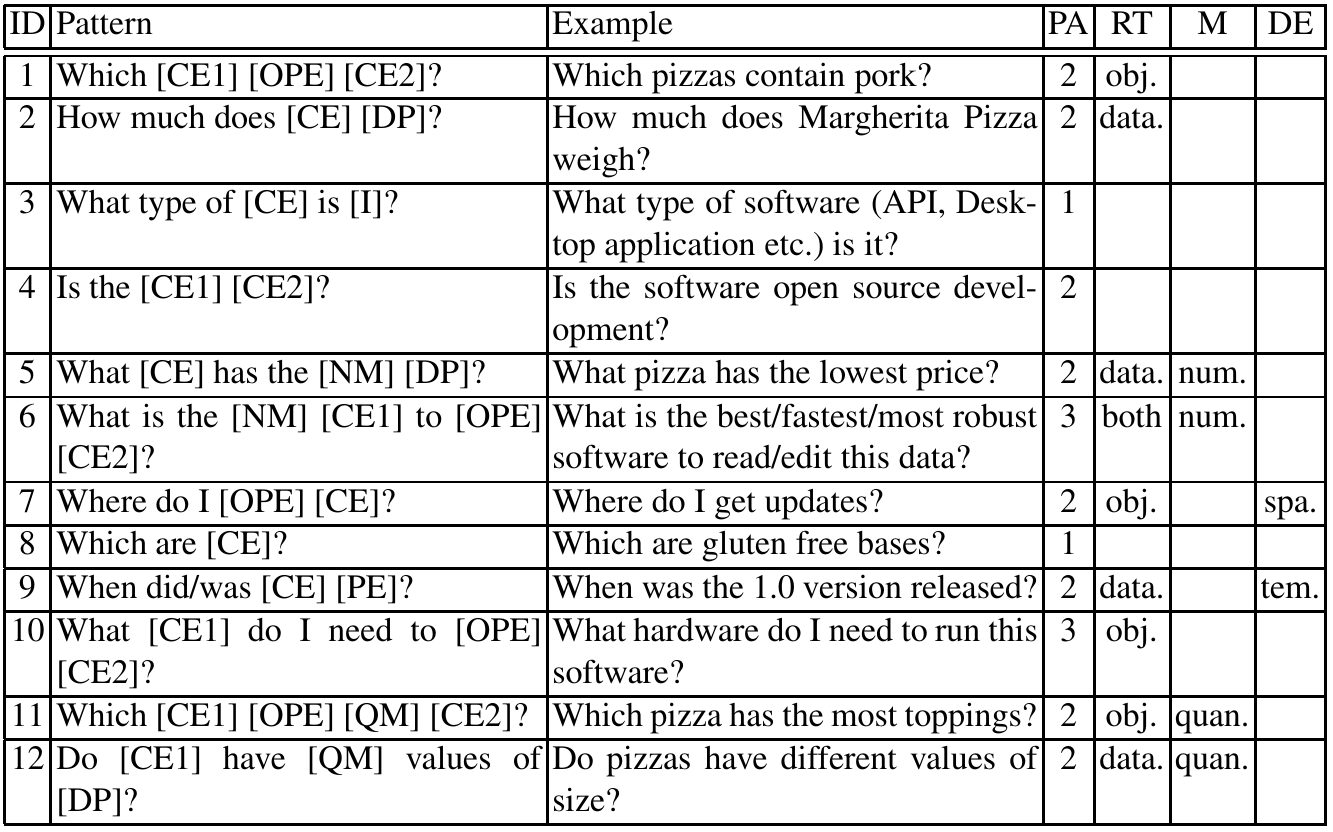 ID Pattern Example PA RT M DE
1 Which [CE1] [OPE] [CE2]? Which pizzas contain pork? 2 obj.
2 How much does [CE] [DP]? How much does Margherita Pizza 2 data.
weigh?
3 What type of [CE] is [I]? What type of software (API, Desk- 1
top application etc.) is it?
4 Is the [CE1] [CE2]? Is the software open source devel- 2
opment?
5 What [CE] has the [NM] [DP]? What pizza has the lowest price? 2 data. num.
6 What is the [NM] [CE1] to [OPE] What is the best/fastest/most robust 3 both num.
[CE2]? software to read/edit this data?
7 Where do I [OPE] [CE]? Where do I get updates? 2 obj. spa.
8 Which are [CE]? Which are gluten free bases? 1
9 When did/was [CE] [PE]? When was the 1.0 version released? 2 data. tem.
10 What [CE1] do I need to [OPE] What hardware do I need to run this 3 obj.
[CE2]? software?
11 Which [CE1] [OPE] [QM] [CE2]? Which pizza has the most toppings? 2 obj. quan.
12 Do [CE1] have [QM] values of Do pizzas have different values of 2 data. quan.
[DP]? size?